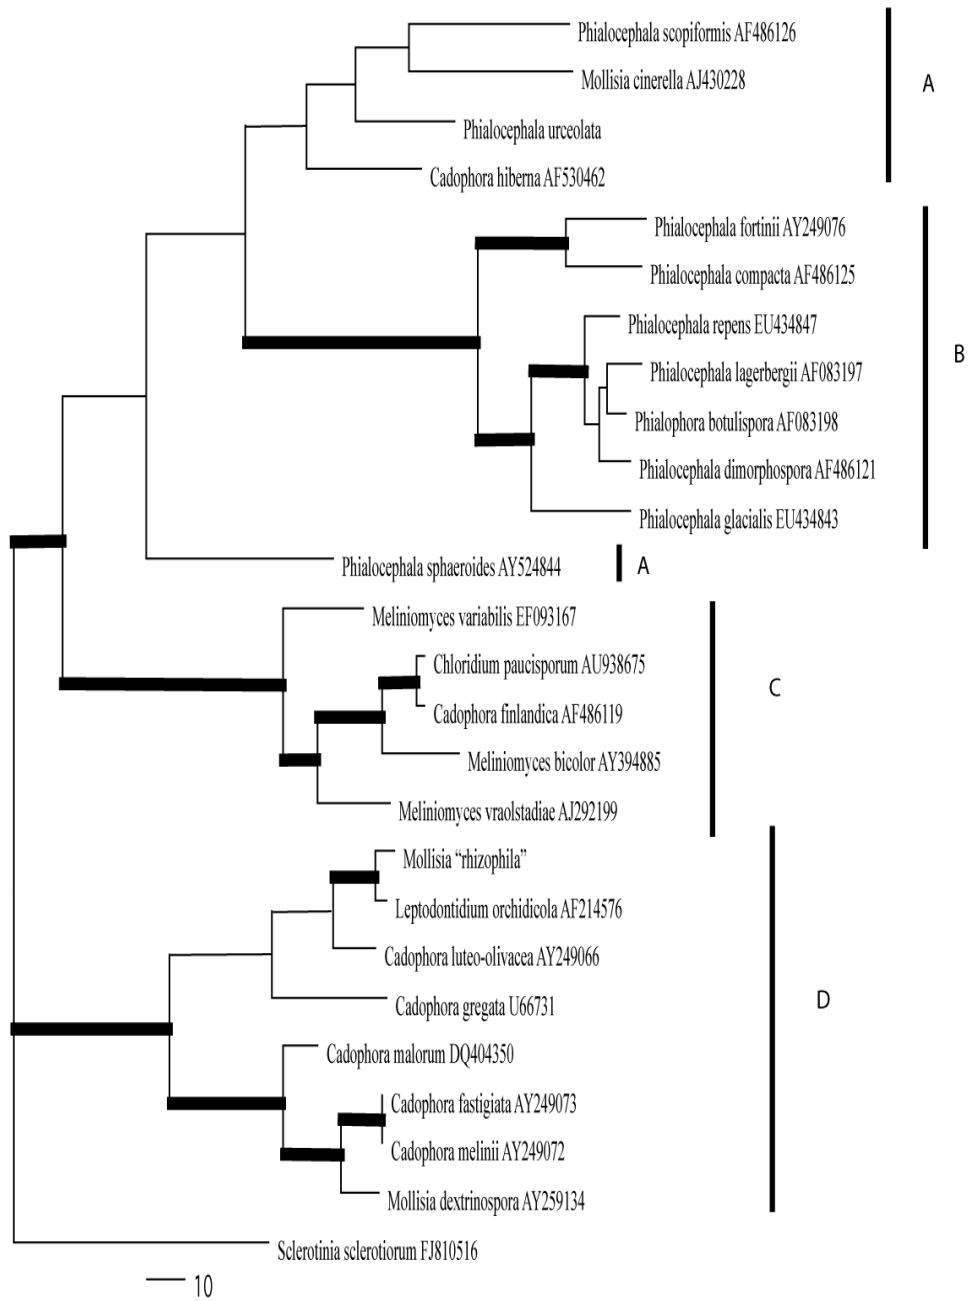 Phialocephala scopiformis AF486126
Mollisia cinerella AJ430228
A
Phialocephala urceolata
Cadophora hiberna AF530462
Phialocephala fortinii AY249076
Phialocephala compacta AF486125
Phialocephala repens EU434847
B
Phialocephala lagerbergii AF083197
Phialophora botulispora AF083198
Phialocephala dimorphospora AF486121
Phialocephala glacialis EU434843
Phialocephala sphaeroides AY524844
A
Meliniomyces variabilis EF093167
Chloridium paucisporum AU938675
C
Cadophora finlandica AF486119
Meliniomyces bicolor AY394885
Meliniomyces vraolstadiae AJ292199
Mollisia “rhizophila”
Leptodontidium orchidicola AF214576
Cadophora luteo-olivacea AY249066
Cadophora gregata U66731
D
Cadophora malorum DQ404350
Cadophora fastigiata AY249073
Cadophora melinii AY249072
Mollisia dextrinospora AY259134
Sclerotinia sclerotiorum FJ810516
10